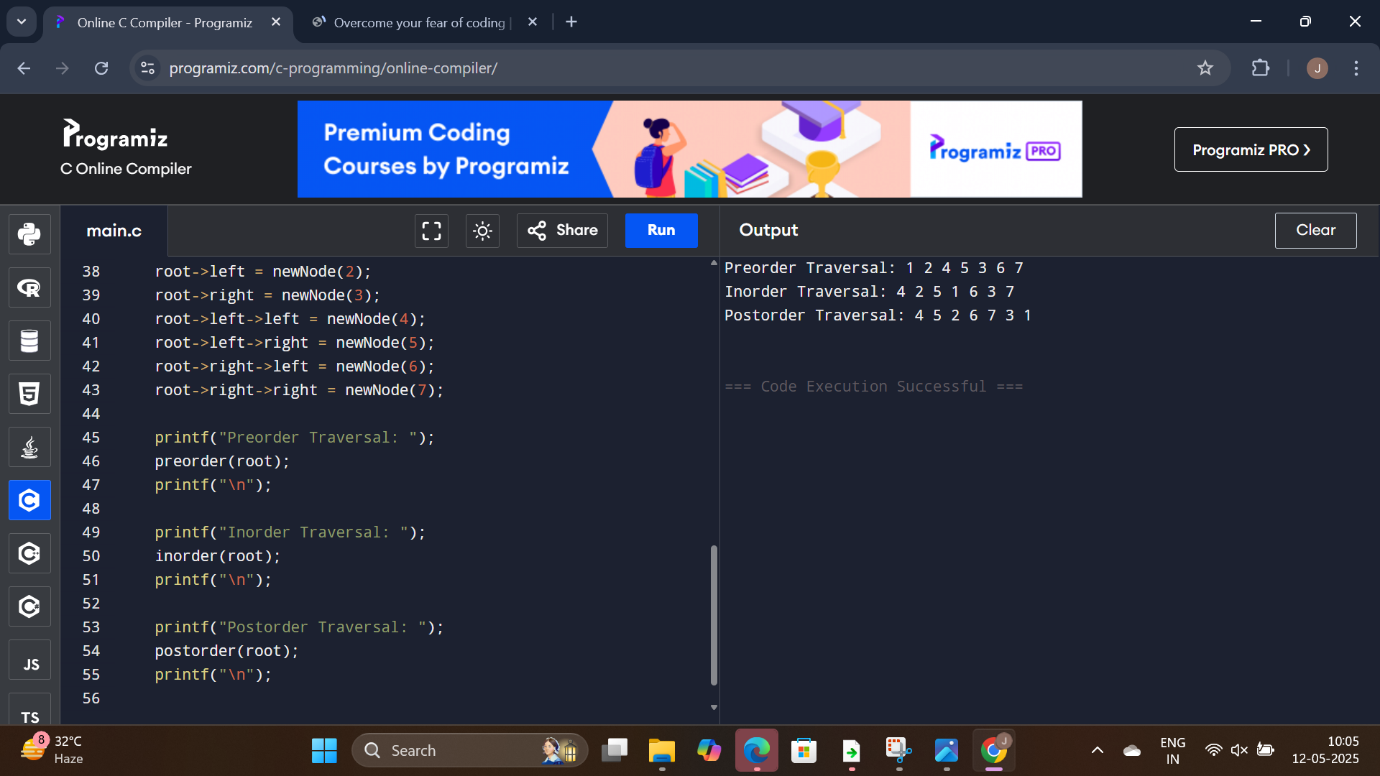 Online C Compiler - Programiz
Overcome your fear of coding |
programiz.com/c-programming/online-compiler/
J
Programiz
C Online Compiler
Premium Coding
Courses by Programiz
Programiz PRO
Programiz PRO ❯
main.c
Share
Run
Output
Clear
38 root->left = newNode(2);
39 root->right = newNode(3);
40 root->left->left = newNode(4);
41 root->left->right = newNode(5);
42 root->right->left = newNode(6);
43 root->right->right = newNode(7);
44
45 printf("Preorder Traversal: ");
46 preorder(root);
47 printf("\n");
48
49 printf("Inorder Traversal: ");
50 inorder(root);
51 printf("\n");
52
53 printf("Postorder Traversal: ");
54 postorder(root);
55 printf("\n");
56
Preorder Traversal: 1 2 4 5 3 6 7
Inorder Traversal: 4 2 5 1 6 3 7
Postorder Traversal: 4 5 2 6 7 3 1
=== Code Execution Successful ===
R
5
C
JS
TS
8
32°C
Haze
Search
J
ENG
IN
10:05
12-05-2025